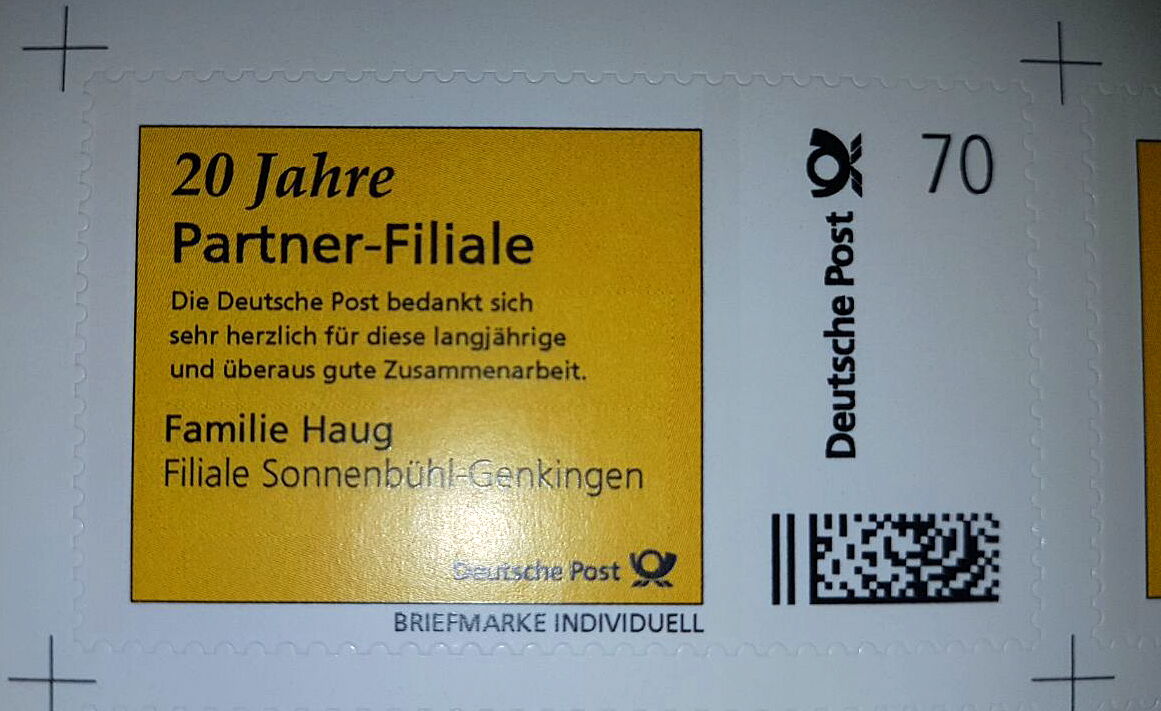 20 Jahre
Partner-Filiale
Die Deutsche Post bedankt sich
sehr herzlich für diese langjährige
und überaus gute Zusammenarbeit.
Familie Haug
Filiale Sonnenbühl-Genkingen
Deutsche Post
BRIEFMARKE INDIVIDUELL
Deutsche Post
70